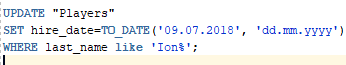 UPDATE "Players"
SET hire_date=TO_DATE('09.07.2018', 'dd.mm.yyyy')
WHERE last_name like 'Ion%';